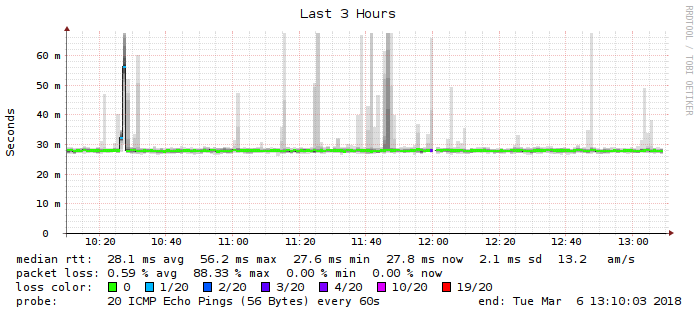 Last 3 Hours
RRDTOOL / TOBI OETIKER
Seconds
60 m
50 m
40 m
30 m
20 m
10 m
0
10:20 10:40 11:00 11:20 11:40 12:00 12:20 12:40 13:00
median rtt: 28.1 ms avg 56.2 ms max 27.6 ms min 27.8 ms now 2.1 ms sd 13.2 am/s
packet loss: 0.59 % avg 88.33 % max 0.00 % min 0.00 % now
loss color: 0 1/20 2/20 3/20 4/20 10/20 19/20
probe: 20 ICMP Echo Pings (56 Bytes) every 60s end: Tue Mar 6 13:10:03 2018